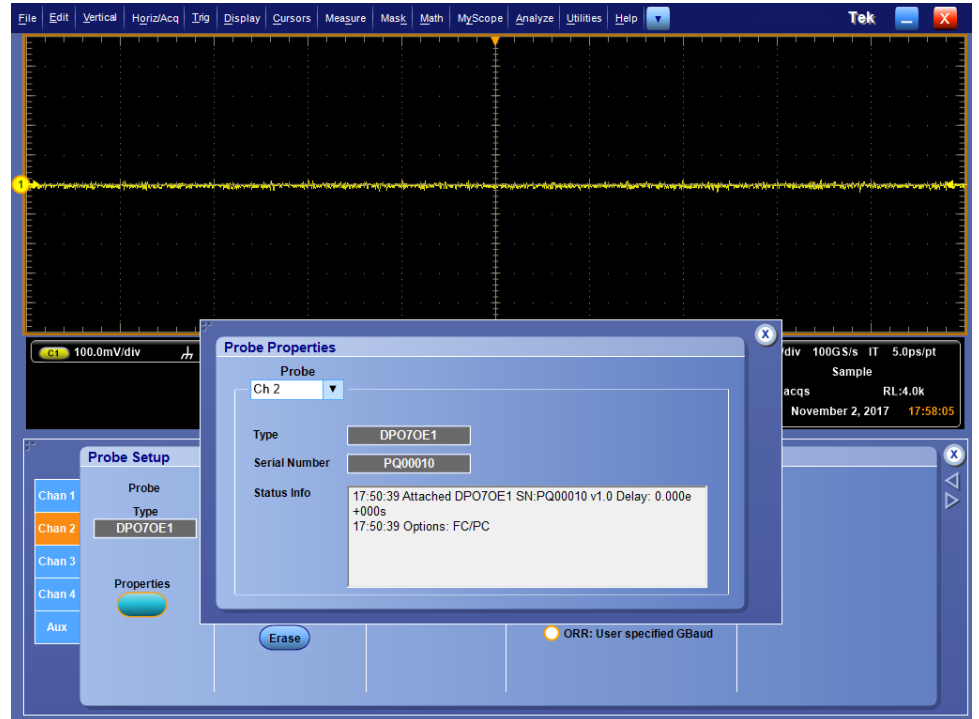 File Edit Vertical Horiz/Acq Trig Display Cursors Measure Mask Math MyScope Analyze Utilities Help Tek X
1
C1 100.0mV/div
/div 100GS/s IT 5.0ps/pt
Sample
acqs RL:4.0k
November 2, 2017 17:58:05
Probe Properties
X
Probe
Ch 2
Type DPO7OE1
Serial Number PQ00010
Status Info
17:50:39 Attached DPO7OE1 SN:PQ00010 v1.0 Delay: 0.000e
+000s
17:50:39 Options: FC/PC
Probe Setup
X
Chan 1
Chan 2
Chan 3
Chan 4
Aux
Probe
Type
DPO7OE1
Properties
Erase
ORR: User specified GBaud